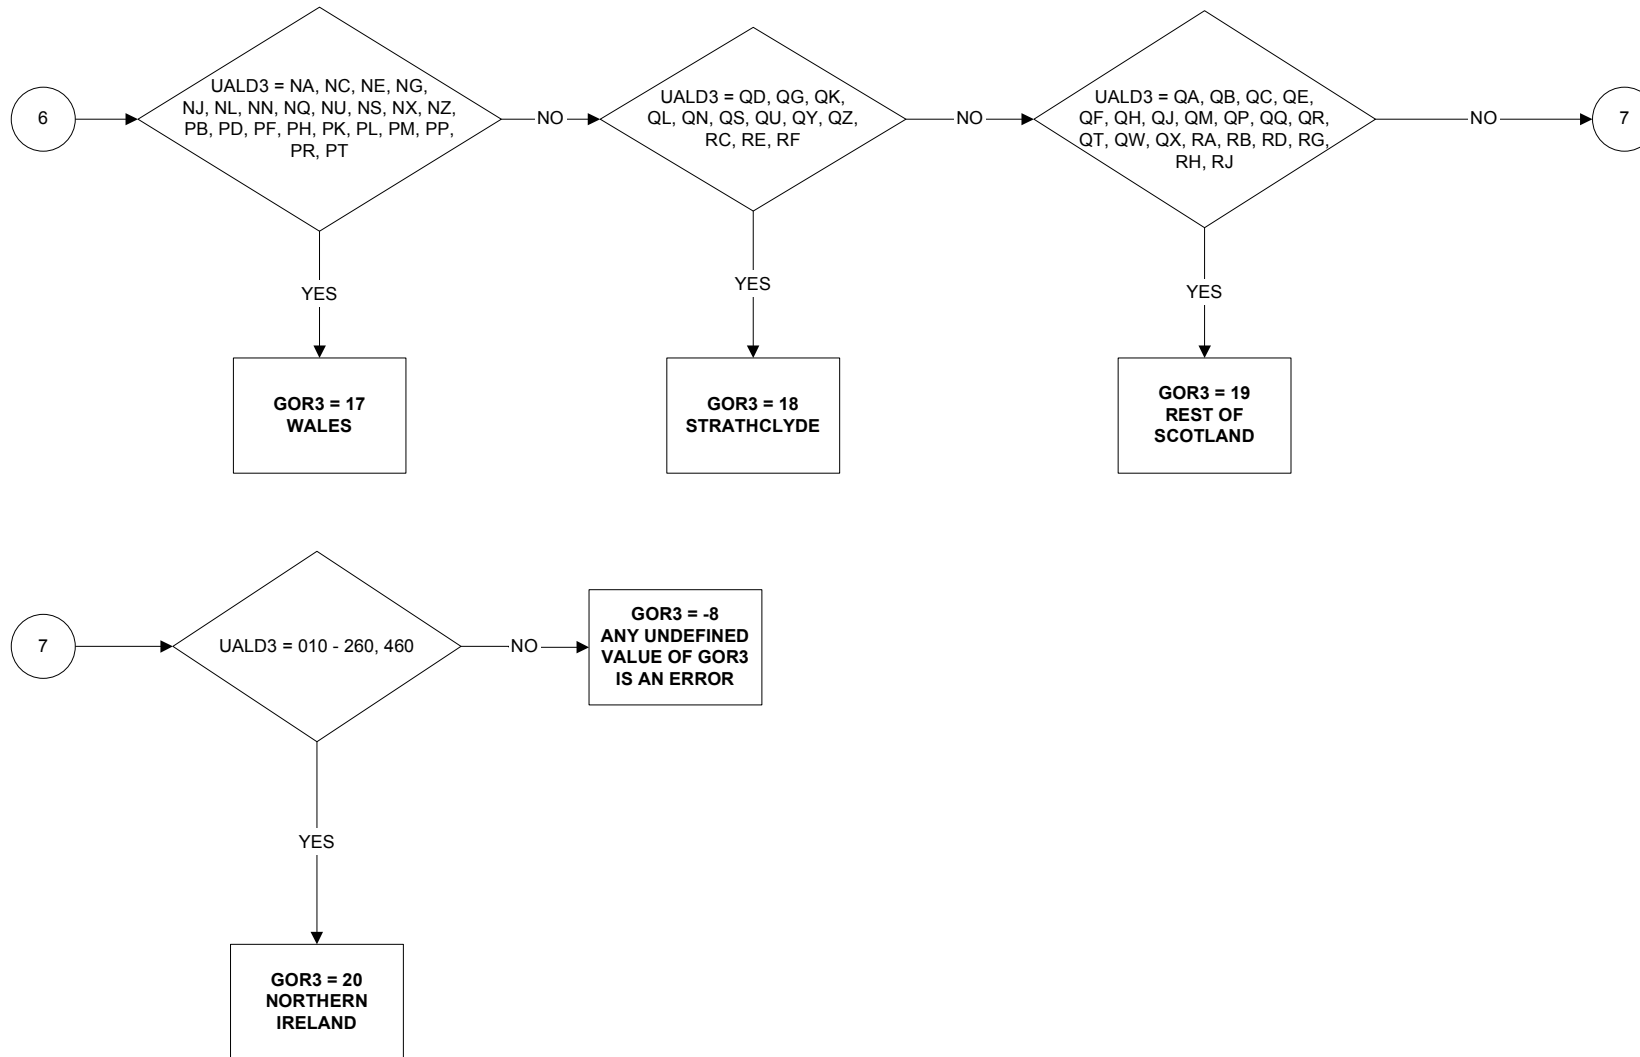 6
UALD3 = NA, NC, NE, NG,
NJ, NL, NN, NQ, NU, NS, NX, NZ,
PB, PD, PF, PH, PK, PL, PM, PP,
PR, PT
NO
UALD3 = QD, QG, QK,
QL, QN, QS, QU, QY, QZ,
RC, RE, RF
NO
UALD3 = QA, QB, QC, QE,
QF, QH, QJ, QM, QP, QQ, QR,
QT, QW, QX, RA, RB, RD, RG,
RH, RJ
NO
7
YES
YES
YES
GOR3 = 17
WALES
GOR3 = 18
STRATHCLYDE
GOR3 = 19
REST OF
SCOTLAND
7
UALD3 = 010 - 260, 460
NO
GOR3 = -8
ANY UNDEFINED
VALUE OF GOR3
IS AN ERROR
YES
GOR3 = 20
NORTHERN
IRELAND